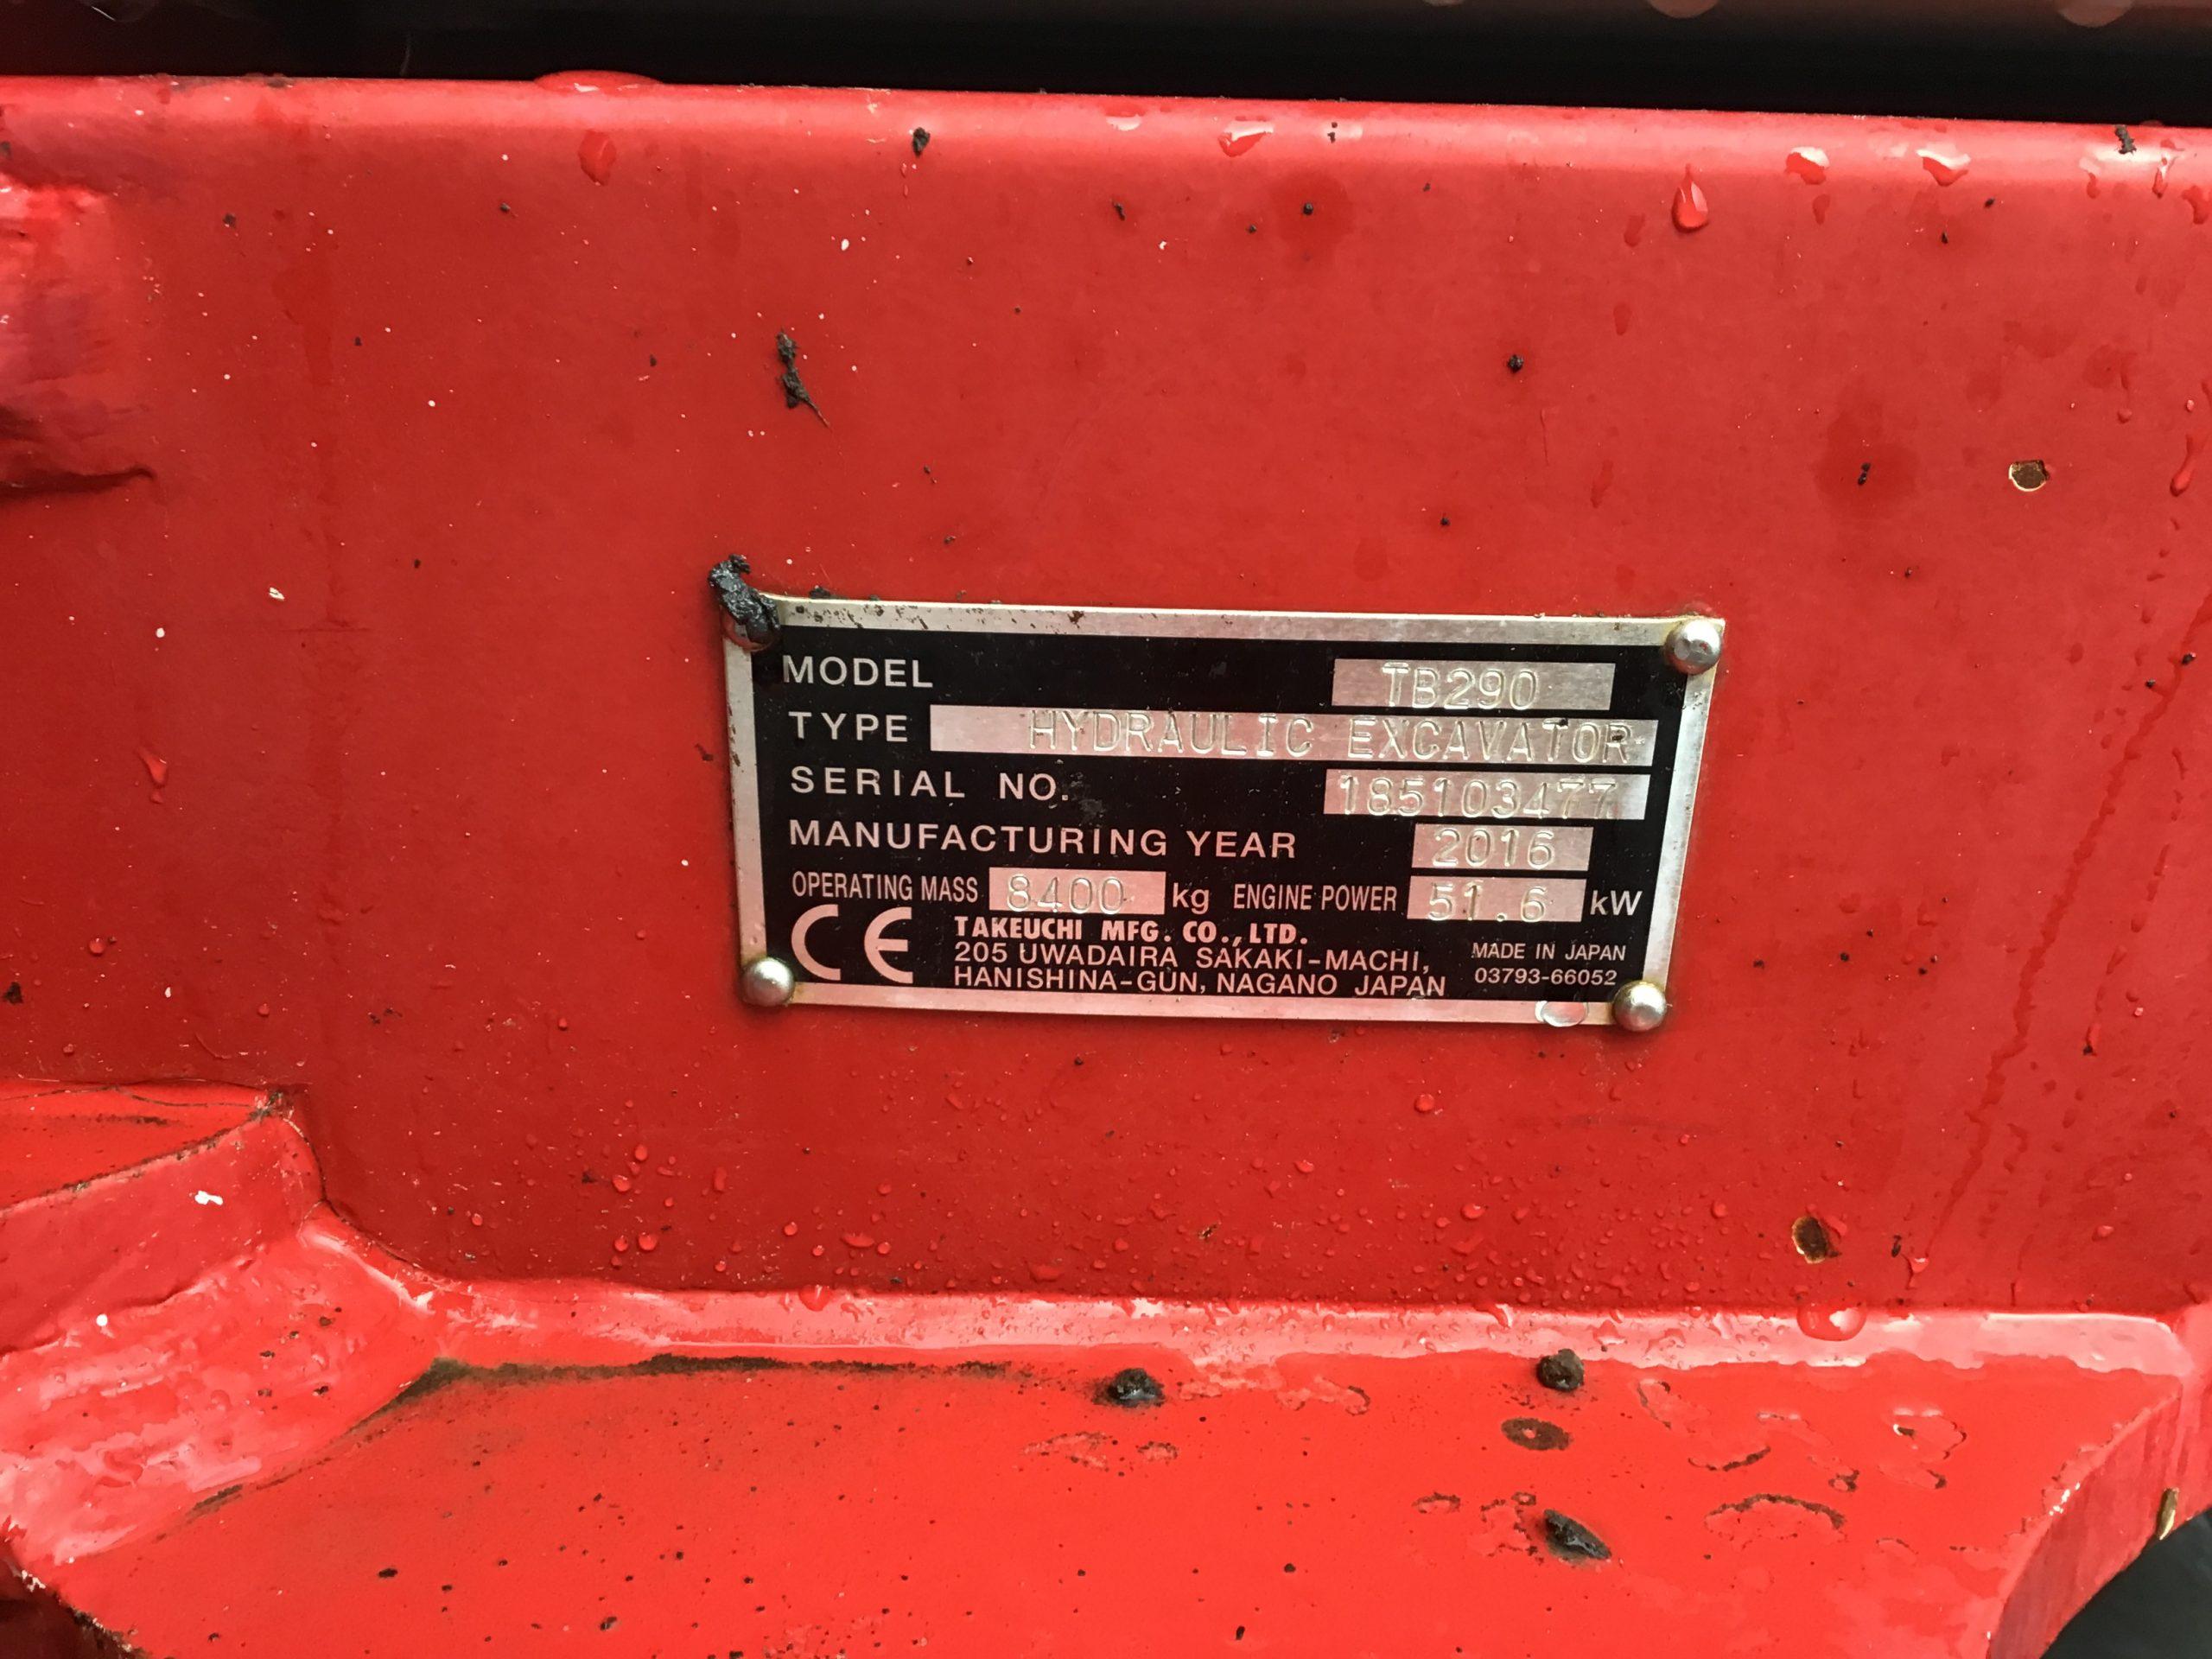 MODEL TB290
TYPE HYDRAULIC EXCAVATOR
SERIAL NO. 185103477
MANUFACTURING YEAR 2016
OPERATING MASS 8400 kg ENGINE POWER 51.6 kW
CE
TAKEUCHI MFG. CO., LTD.
205 UWADAIRA SAKAKI-MACHI,
HANISHINA-GUN, NAGANO JAPAN
MADE IN JAPAN
03793-66052